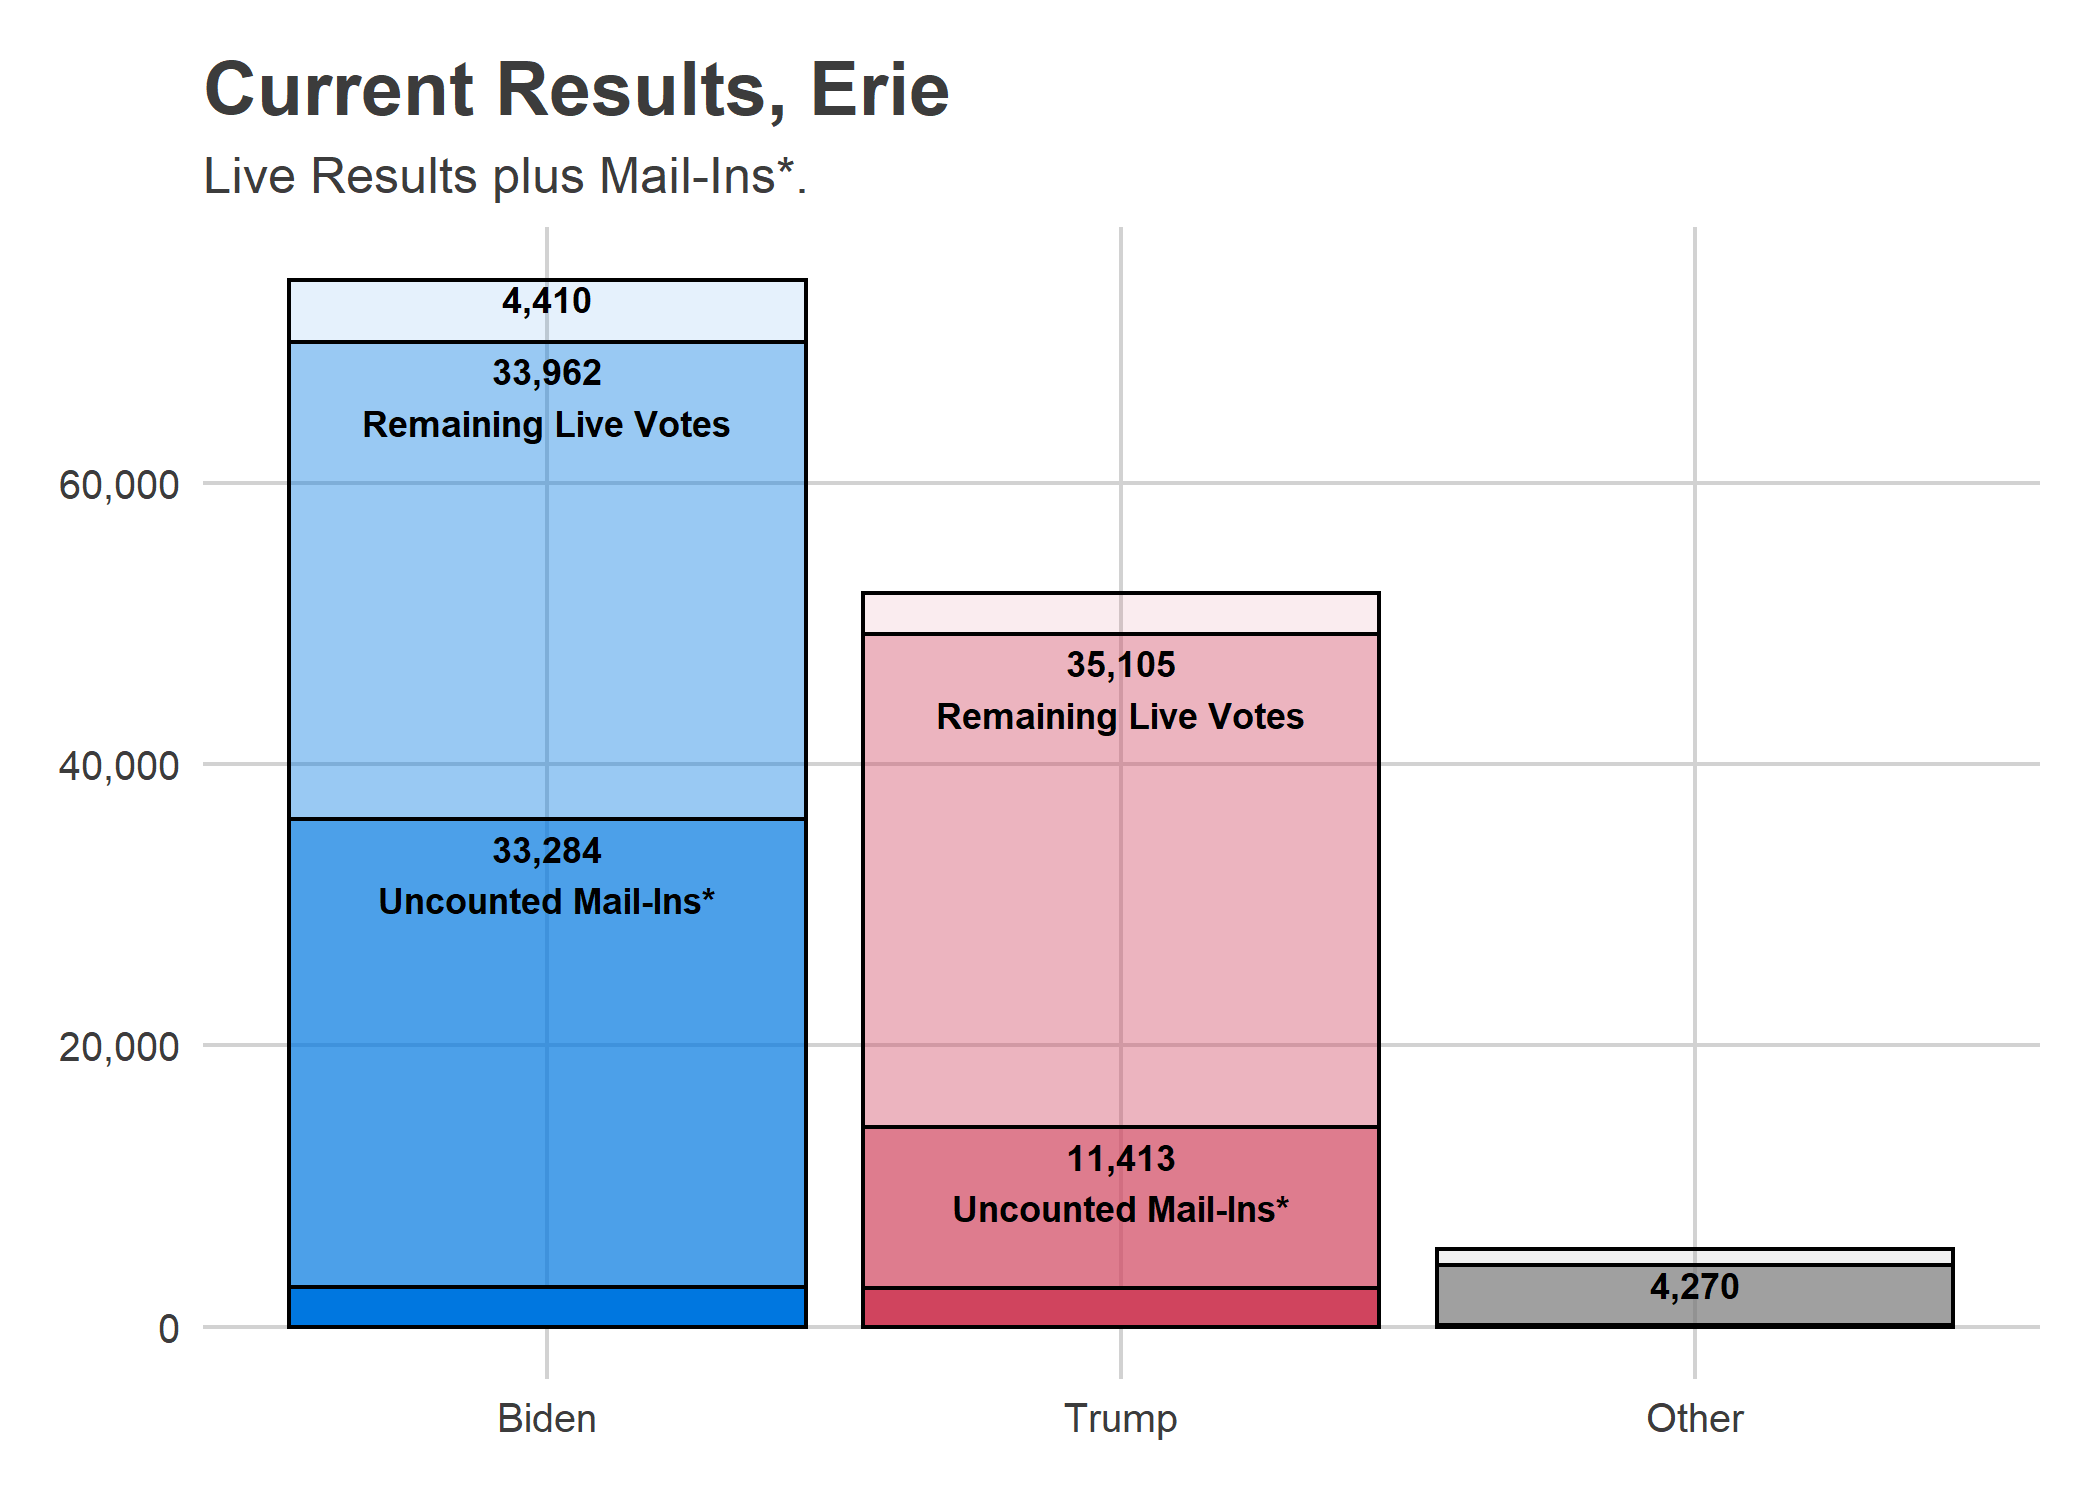 Current Results, Erie
Live Results plus Mail-Ins*.
4,410
33,962
Remaining Live Votes
60,000
35,105
Remaining Live Votes
40,000
33,284
Uncounted Mail-Ins*
20,000
11,413
Uncounted Mail-Ins*
4,270
0
Biden
Trump
Other